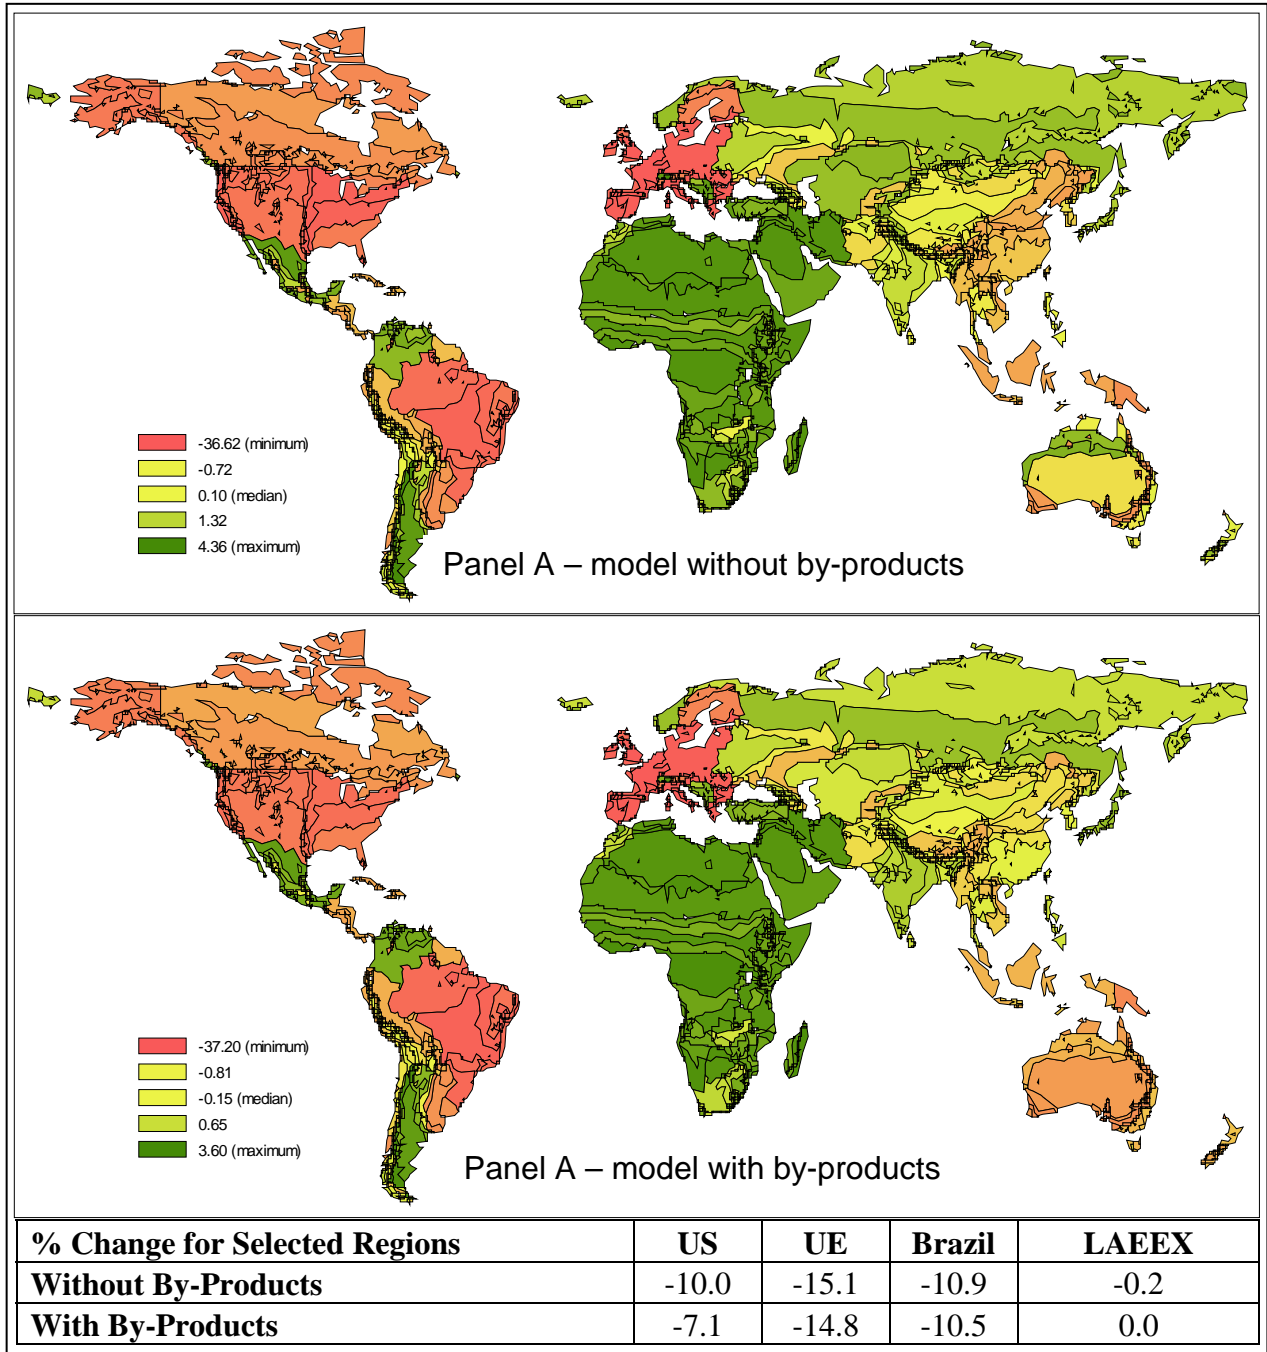 -36.62 (minimum)
-0.72
0.10 (median)
1.32
4.36 (maximum)
Panel A – model without by-products
-37.20 (minimum)
-0.81
-0.15 (median)
0.65
3.60 (maximum)
Panel A – model with by-products
% Change for Selected Regions US UE Brazil LAEEX
Without By-Products -10.0 -15.1 -10.9 -0.2
With By-Products -7.1 -14.8 -10.5 0.0